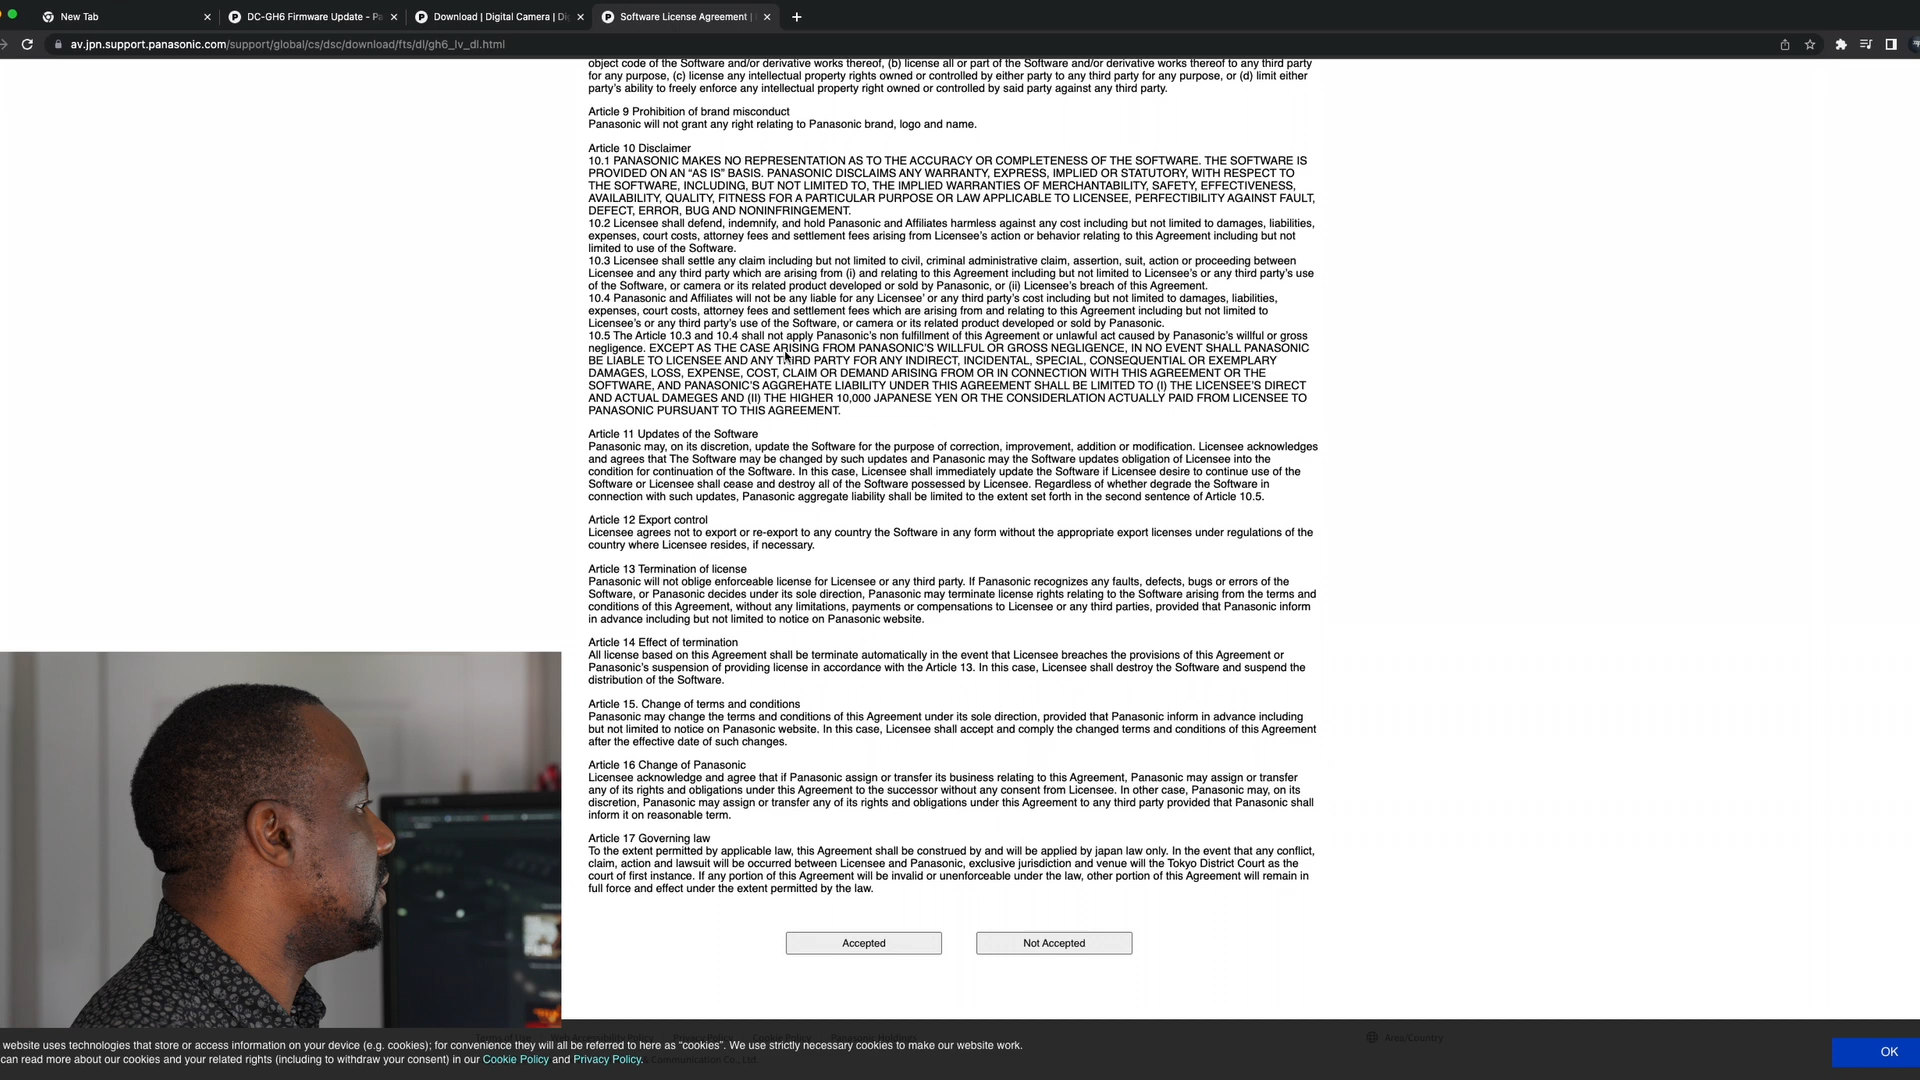 New Tab
DC-GH6 Firmware Update - Pa
Download | Digital Camera | Di
Software License Agreement |
av.jpn.support.panasonic.com/support/global/cs/dsc/download/fts/dl/gh6_lv_dl.html
object code of the Software and/or derivative works thereof, (b) license all or part of the Software and/or derivative works thereof to any third party
for any purpose, (c) license any intellectual property rights owned or controlled by either party to any third party for any purpose, or (d) limit either
party's ability to freely enforce any intellectual property right owned or controlled by said party against any third party.
Article 9 Prohibition of brand misconduct
Panasonic will not grant any right relating to Panasonic brand, logo and name.
Article 10 Disclaimer
10.1 PANASONIC MAKES NO REPRESENTATION AS TO THE ACCURACY OR COMPLETENESS OF THE SOFTWARE. THE SOFTWARE IS
PROVIDED ON AN “AS IS” BASIS. PANASONIC DISCLAIMS ANY WARRANTY, EXPRESS, IMPLIED OR STATUTORY, WITH RESPECT TO
THE SOFTWARE, INCLUDING, BUT NOT LIMITED TO, THE IMPLIED WARRANTIES OF MERCHANTABILITY, SAFETY, EFFECTIVENESS,
AVAILABILITY, QUALITY, FITNESS FOR A PARTICULAR PURPOSE OR LAW APPLICABLE TO LICENSEE, PERFECTIBILITY AGAINST FAULT,
DEFECT, ERROR, BUG AND NONINFRINGEMENT.
10.2 Licensee shall defend, indemnify, and hold Panasonic and Affiliates harmless against any cost including but not limited to damages, liabilities,
expenses, court costs, attorney fees and settlement fees arising from Licensee's action or behavior relating to this Agreement including but not
limited to use of the Software.
10.3 Licensee shall settle any claim including but not limited to civil, criminal administrative claim, assertion, suit, action or proceeding between
Licensee and any third party which are arising from (i) and relating to this Agreement including but not limited to Licensee's or any third party's use
of the Software, or camera or its related product developed or sold by Panasonic, or (ii) Licensee's breach of this Agreement.
10.4 Panasonic and Affiliates will not be any liable for any Licensee' or any third party's cost including but not limited to damages, liabilities,
expenses, court costs, attorney fees and settlement fees which are arising from and relating to this Agreement including but not limited to
Licensee's or any third party's use of the Software, or camera or its related product developed or sold by Panasonic.
10.5 The Article 10.3 and 10.4 shall not apply Panasonic's non fulfillment of this Agreement or unlawful act caused by Panasonic's willful or gross
negligence. EXCEPT AS THE CASE ARISING FROM PANASONIC'S WILLFUL OR GROSS NEGLIGENCE, IN NO EVENT SHALL PANASONIC
BE LIABLE TO LICENSEE AND ANY THIRD PARTY FOR ANY INDIRECT, INCIDENTAL, SPECIAL, CONSEQUENTIAL OR EXEMPLARY
DAMAGES, LOSS, EXPENSE, COST, CLAIM OR DEMAND ARISING FROM OR IN CONNECTION WITH THIS AGREEMENT OR THE
SOFTWARE, AND PANASONIC'S AGGREHATE LIABILITY UNDER THIS AGREEMENT SHALL BE LIMITED TO (I) THE LICENSEE'S DIRECT
AND ACTUAL DAMEGES AND (II) THE HIGHER 10,000 JAPANESE YEN OR THE CONSIDERLATION ACTUALLY PAID FROM LICENSEE TO
PANASONIC PURSUANT TO THIS AGREEMENT.
Article 11 Updates of the Software
Panasonic may, on its discretion, update the Software for the purpose of correction, improvement, addition or modification. Licensee acknowledges
and agrees that The Software may be changed by such updates and Panasonic may the Software updates obligation of Licensee into the
condition for continuation of the Software. In this case, Licensee shall immediately update the Software if Licensee desire to continue use of the
Software or Licensee shall cease and destroy all of the Software possessed by Licensee. Regardless of whether degrade the Software in
connection with such updates, Panasonic aggregate liability shall be limited to the extent set forth in the second sentence of Article 10.5.
Article 12 Export control
Licensee agrees not to export or re-export to any country the Software in any form without the appropriate export licenses under regulations of the
country where Licensee resides, if necessary.
Article 13 Termination of license
Panasonic will not oblige enforceable license for Licensee or any third party. If Panasonic recognizes any faults, defects, bugs or errors of the
Software, or Panasonic decides under its sole direction, Panasonic may terminate license rights relating to the Software arising from the terms and
conditions of this Agreement, without any limitations, payments or compensations to Licensee or any third parties, provided that Panasonic inform
in advance including but not limited to notice on Panasonic website.
Article 14 Effect of termination
All license based on this Agreement shall be terminate automatically in the event that Licensee breaches the provisions of this Agreement or
Panasonic's suspension of providing license in accordance with the Article 13. In this case, Licensee shall destroy the Software and suspend the
distribution of the Software.
Article 15. Change of terms and conditions
Panasonic may change the terms and conditions of this Agreement under its sole direction, provided that Panasonic inform in advance including
but not limited to notice on Panasonic website. In this case, Licensee shall accept and comply the changed terms and conditions of this Agreement
after the effective date of such changes.
Article 16 Change of Panasonic
Licensee acknowledge and agree that if Panasonic assign or transfer its business relating to this Agreement, Panasonic may assign or transfer
any of its rights and obligations under this Agreement to the successor without any consent from Licensee. In other case, Panasonic may, on its
discretion, Panasonic may assign or transfer any of its rights and obligations under this Agreement to any third party provided that Panasonic shall
inform it on reasonable term.
Article 17 Governing law
To the extent permitted by applicable law, this Agreement shall be construed by and will be applied by japan law only. In the event that any conflict,
claim, action and lawsuit will be occurred between Licensee and Panasonic, exclusive jurisdiction and venue will the Tokyo District Court as the
court of first instance. If any portion of this Agreement will be invalid or unenforceable under the law, other portion of this Agreement will remain in
full force and effect under the extent permitted by the law.
Accepted
Not Accepted
Area/Country
website uses technologies that store or access information on your device (e.g. cookies); for convenience they will all be referred to here as “cookies”. We use strictly necessary cookies to make our website work.
can read more about our cookies and your related rights (including to withdraw your consent) in our Cookie Policy and Privacy Policy.
OK